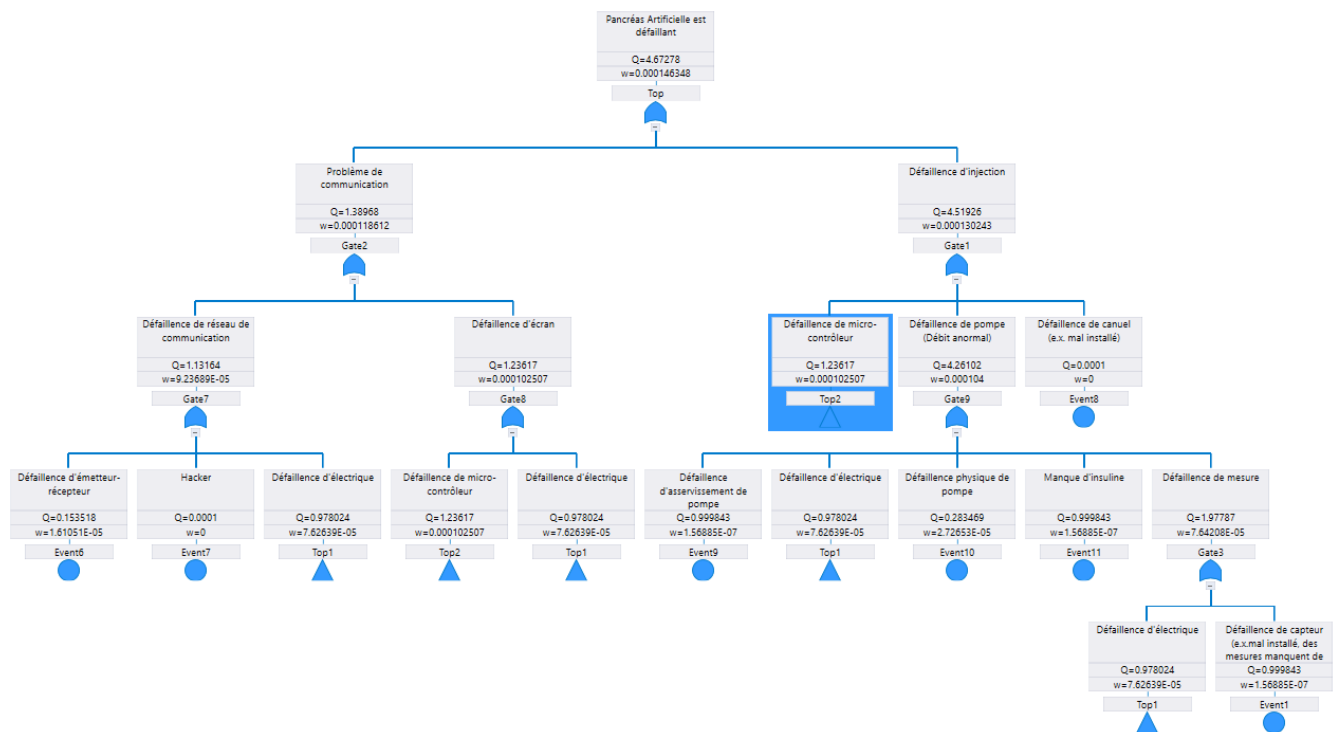 Pancréas Artificielle est
défaillant
Q=4.67278
w=0.000146348
Top
Problème de
communication
Q=1.38968
w=0.000118612
Gate2
Défaillence d'injection
Q=4.51926
w=0.000130243
Gate1
Défaillence de réseau de
communication
Q=1.13164
w=9.23689E-05
Gate7
Défaillence d'écran
Q=1.23617
w=0.000102507
Gate8
Défaillence de micro-
contrôleur
Q=1.23617
w=0.000102507
Top2
Défaillence de pompe
(Débit anormal)
Q=4.26102
w=0.000104
Gate9
Défaillence de canuel
(e.x. mal installé)
Q=0.0001
w=0
Event8
Défaillence d'émetteur-
récepteur
Q=0.153518
w=1.61051E-05
Event6
Hacker
Q=0.0001
w=0
Event7
Défaillence d'électrique
Q=0.978024
w=7.62639E-05
Top1
Défaillence de micro-
contrôleur
Q=1.23617
w=0.000102507
Top2
Défaillence d'électrique
Q=0.978024
w=7.62639E-05
Top1
Défaillence
d'asservissement de
pompe
Q=0.999843
w=1.56885E-07
Event9
Défaillence d'électrique
Q=0.978024
w=7.62639E-05
Top1
Défaillence physique de
pompe
Q=0.283469
w=2.72653E-05
Event10
Manque d'insuline
Q=0.999843
w=1.56885E-07
Event11
Défaillence de mesure
Q=1.97787
w=7.64208E-05
Gate3
Défaillence d'électrique
Q=0.978024
w=7.62639E-05
Top1
Défaillence de capteur
(e.x.mal installé, des
mesures manquent de
Q=0.999843
w=1.56885E-07
Event1